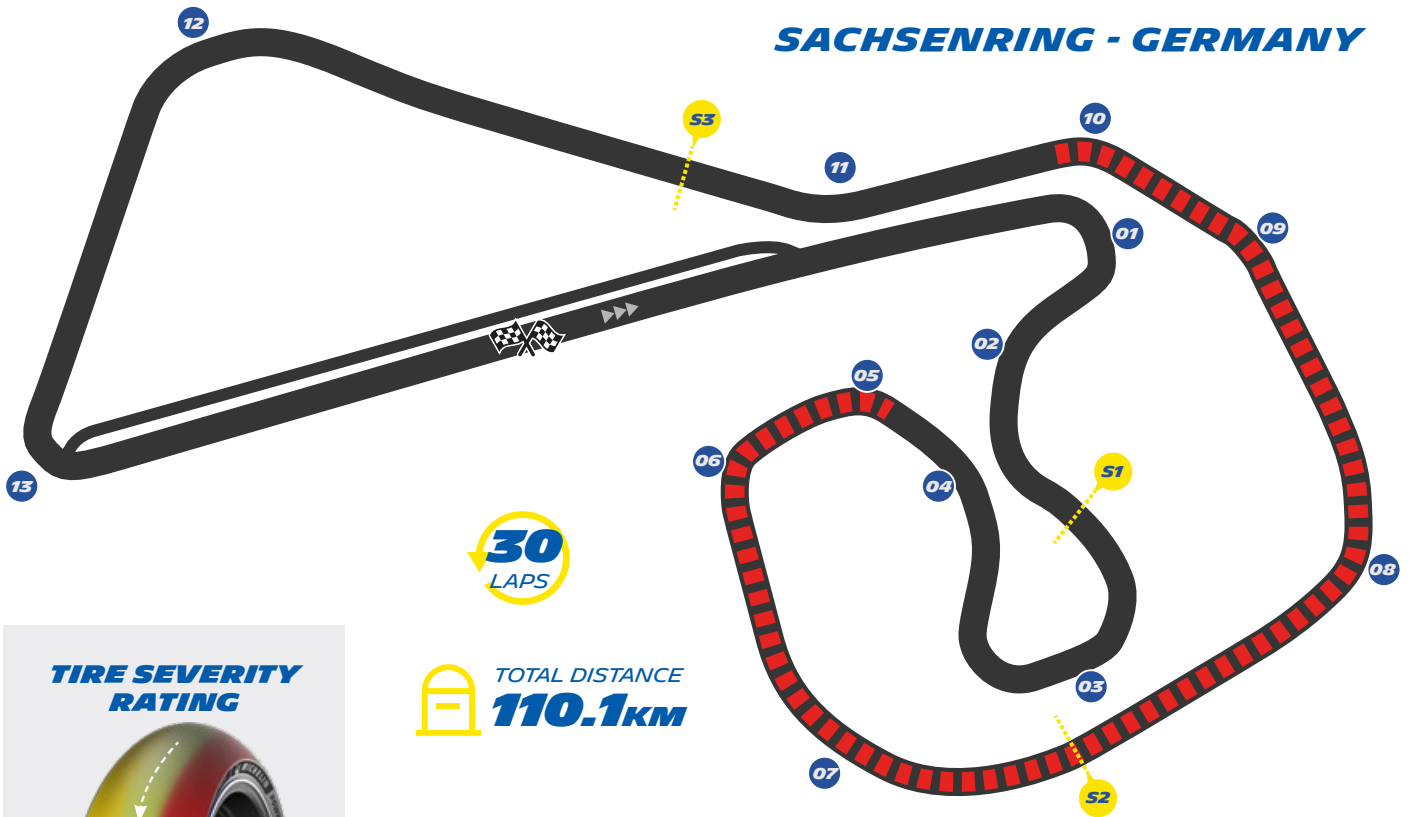 SACHSENRING - GERMANY
12
S3
10
11
09
01
02
05
06
S1
04
13
08
30
LAPS
TIRE SEVERITY
RATING
TOTAL DISTANCE
110.1KM
03
07
S2
MICHELIN